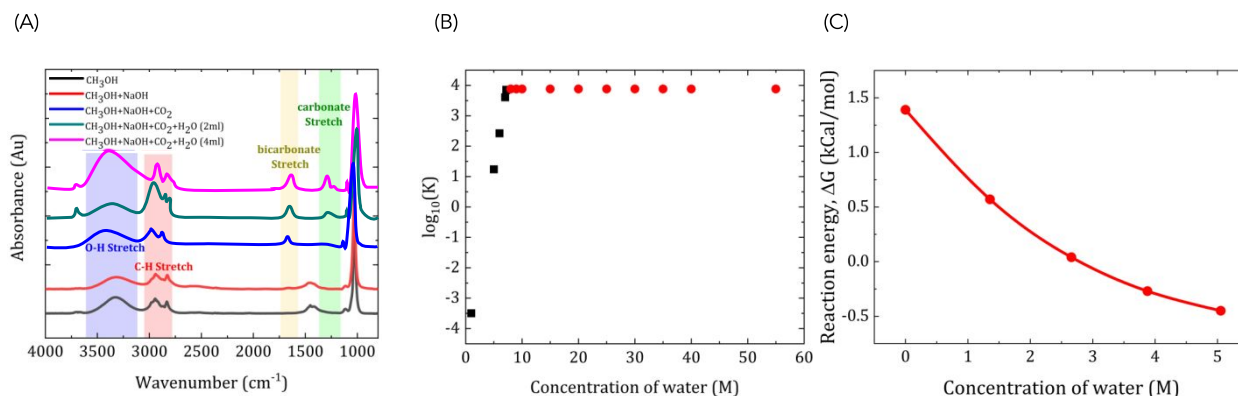 (A)
CH3OH
CH3OH+NaOH
CH3OH+NaOH+CO2
CH3OH+NaOH+CO2+H2O (2ml)
CH3OH+NaOH+CO2+H2O (4ml)
carbonate
Stretch
bicarbonate
Stretch
O-H Stretch
C-H Stretch
Absorbance (Au)
4000 3500 3000 2500 2000 1500 1000
Wavenumber (cm⁻¹)
(B)
log10(K)
4
3
2
1
0
-1
-2
-3
-4
0 10 20 30 40 50 60
Concentration of water (M)
(C)
Reaction energy, ΔG (kCal/mol)
1.5
1.0
0.5
0.0
-0.5
0 1 2 3 4 5
Concentration of water (M)